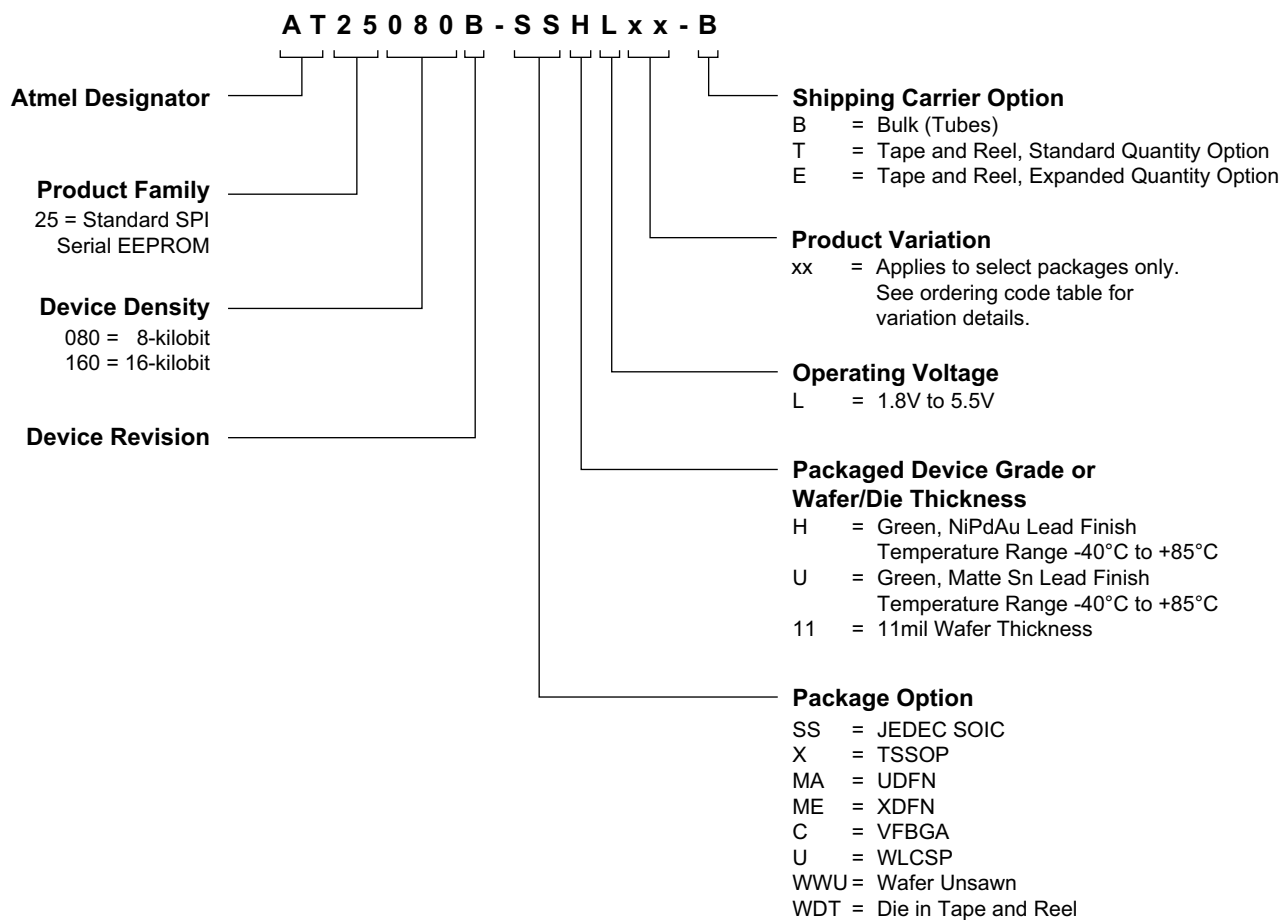 A T 2 5 0 8 0 B - S S H L x x - B
Atmel Designator
Product Family
25 = Standard SPI
Serial EEPROM
Device Density
080 = 8-kilobit
160 = 16-kilobit
Device Revision
Shipping Carrier Option
B = Bulk (Tubes)
T = Tape and Reel, Standard Quantity Option
E = Tape and Reel, Expanded Quantity Option
Product Variation
xx = Applies to select packages only.
See ordering code table for
variation details.
Operating Voltage
L = 1.8V to 5.5V
Packaged Device Grade or
Wafer/Die Thickness
H = Green, NiPdAu Lead Finish
Temperature Range -40°C to +85°C
U = Green, Matte Sn Lead Finish
Temperature Range -40°C to +85°C
11 = 11mil Wafer Thickness
Package Option
SS = JEDEC SOIC
X = TSSOP
MA = UDFN
ME = XDFN
C = VFBGA
U = WLCSP
WWU = Wafer Unsawn
WDT = Die in Tape and Reel